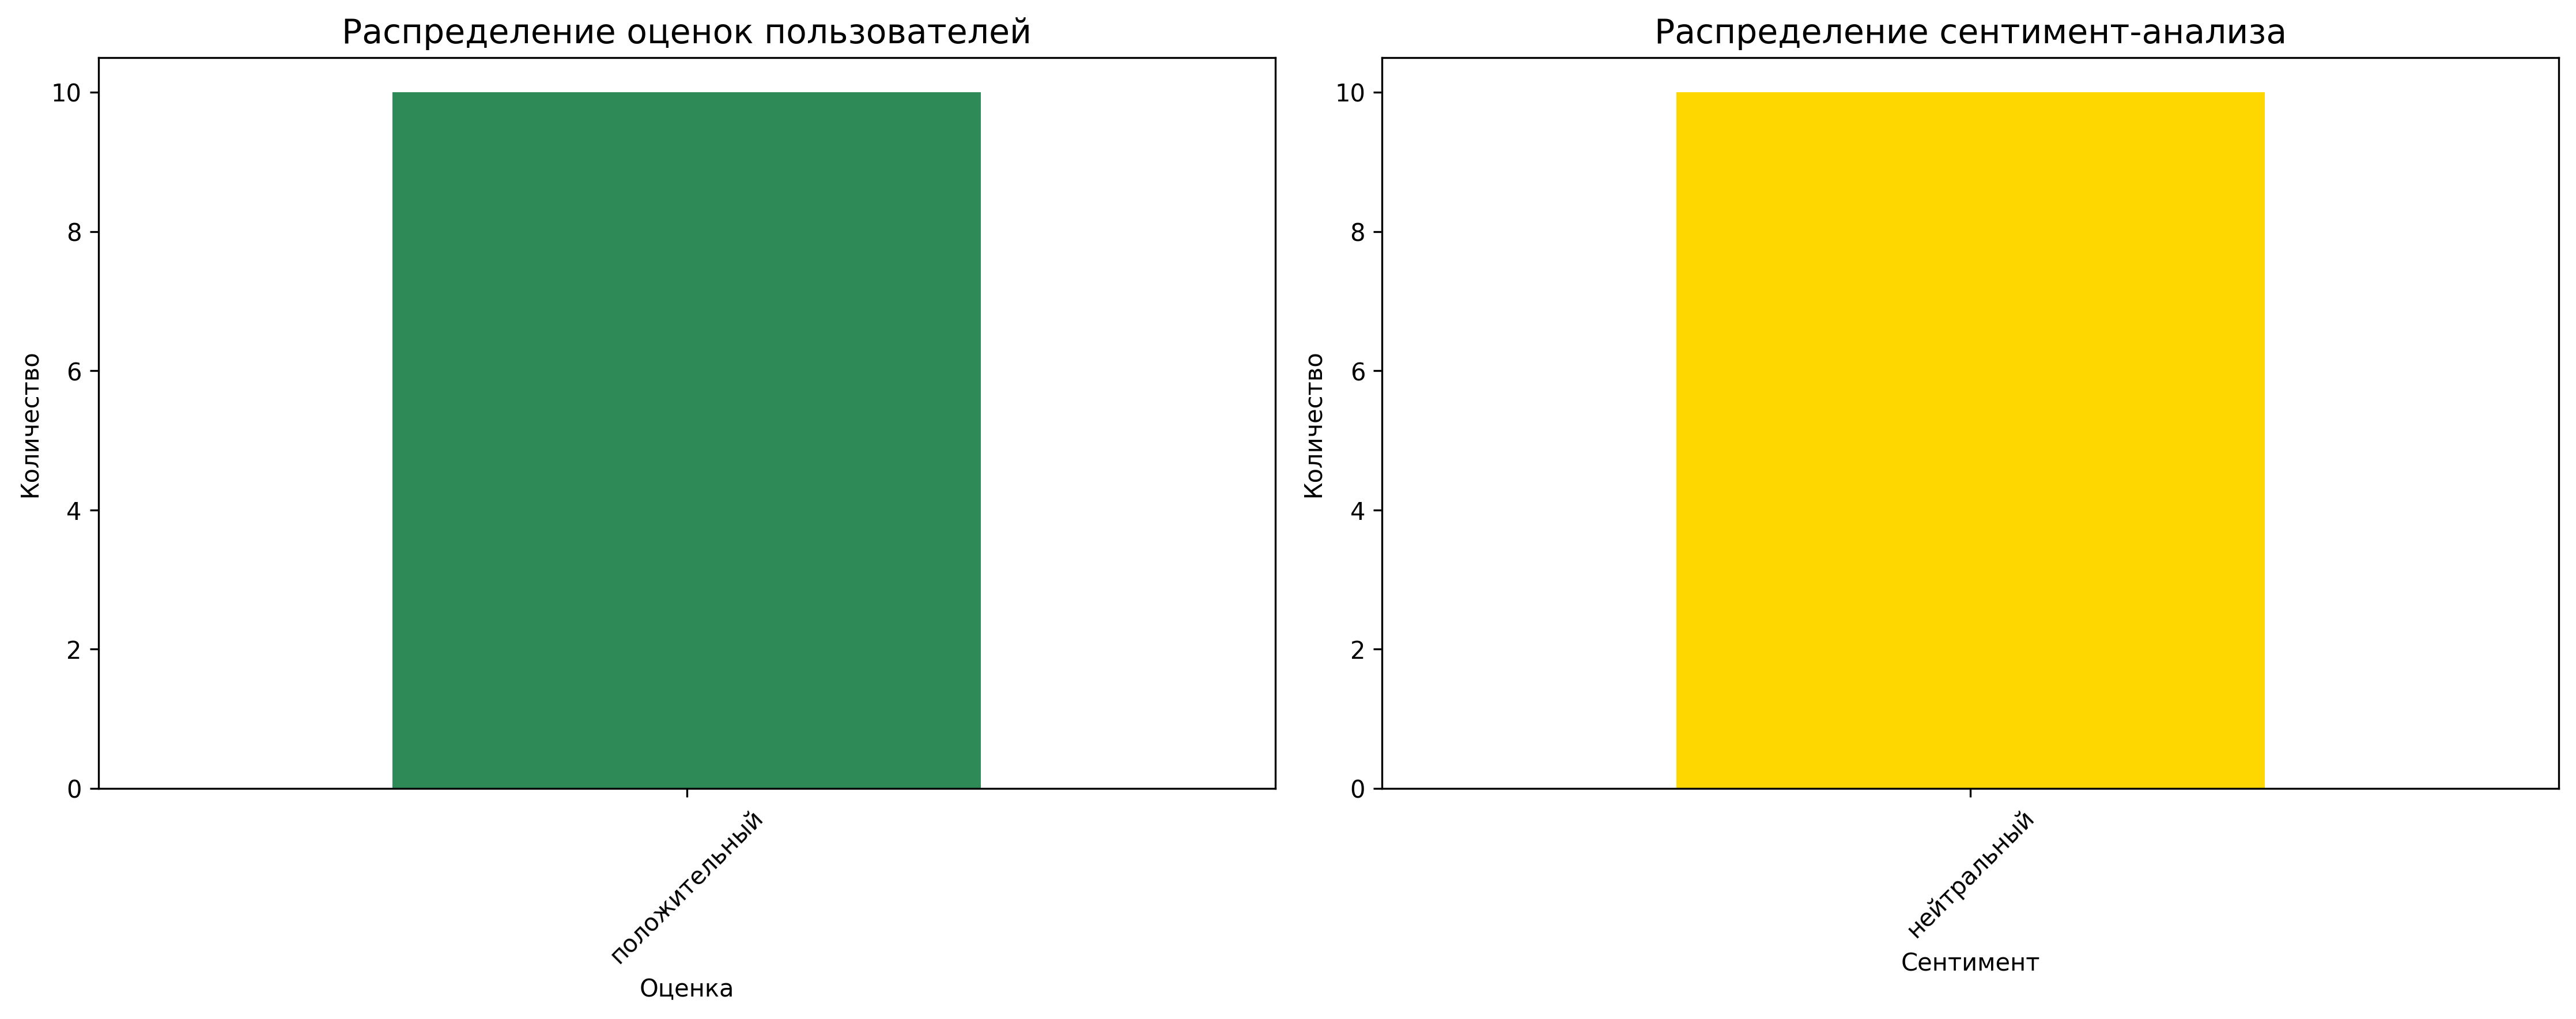 Распределение оценок пользователей
Количество
10
8
6
4
2
0
положительный
Оценка
Распределение сентимент-анализа
Количество
10
8
6
4
2
0
нейтральный
Сентимент